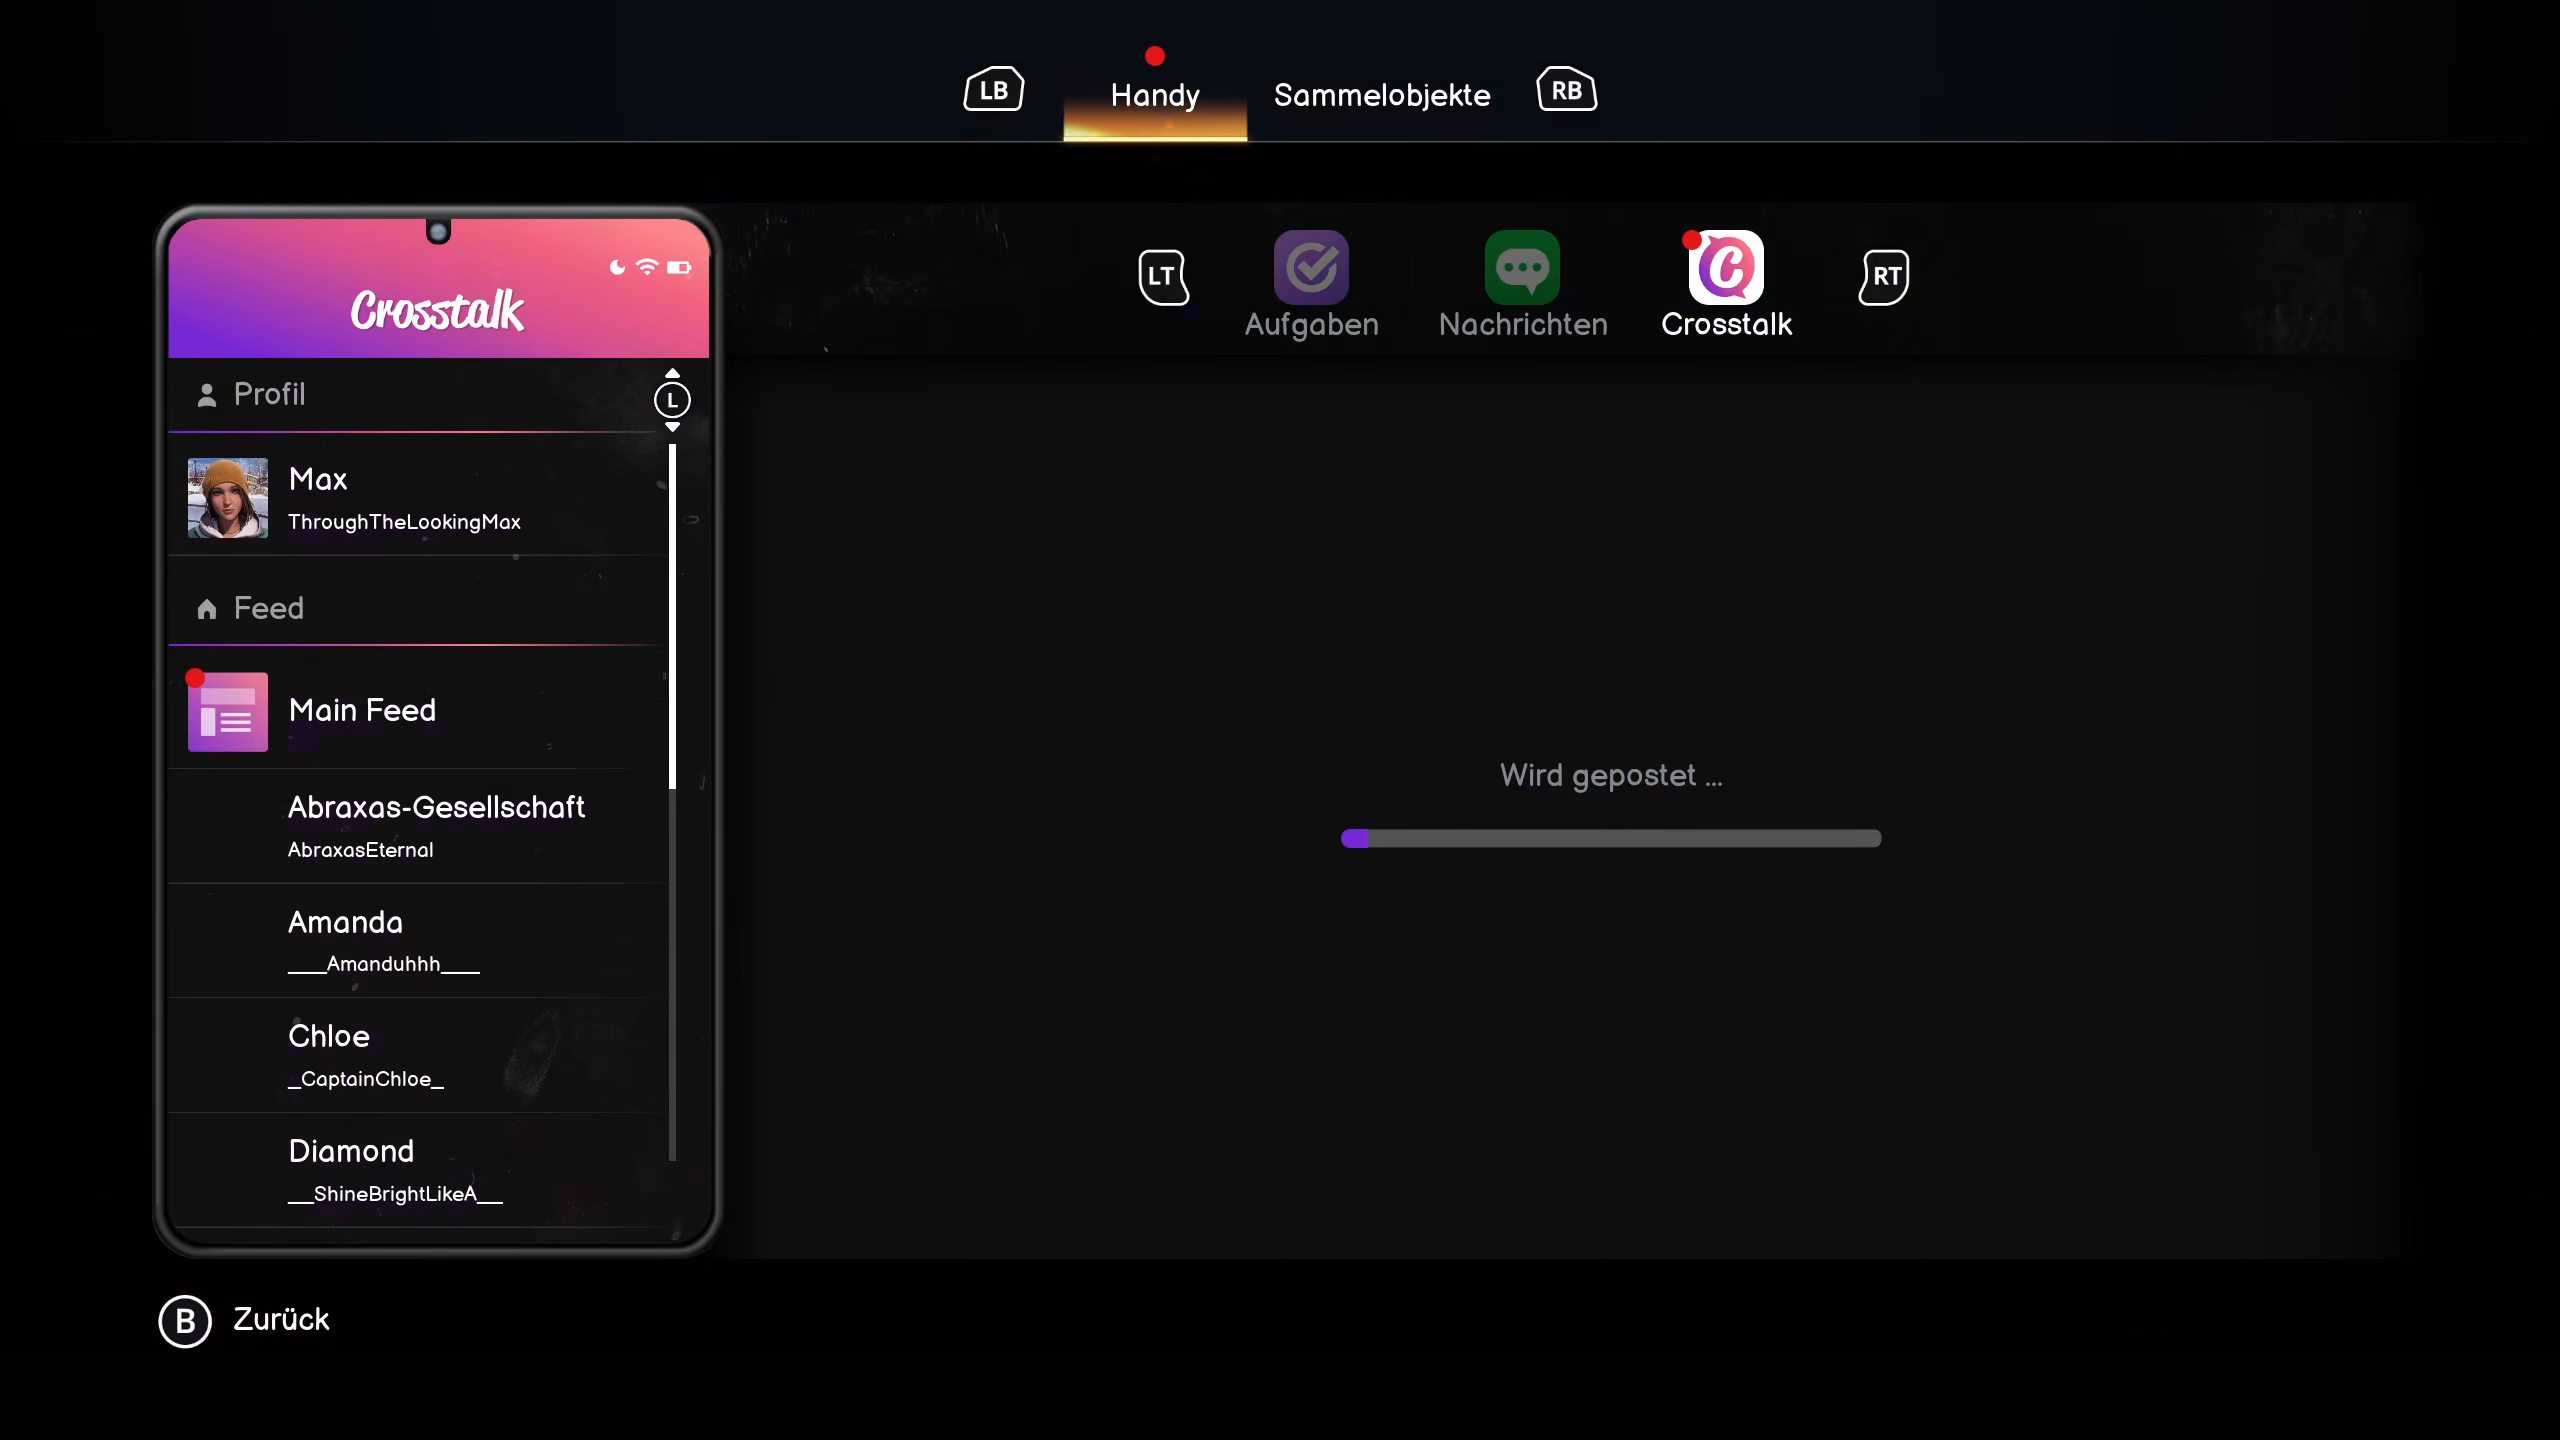 LB
Handy
Sammelobjekte
RB
Crosstalk
LT
Aufgaben
Nachrichten
Crosstalk
RT
Profil
L
Max
ThroughTheLookingMax
Feed
Main Feed
Abraxas-Gesellschaft
AbraxasEternal
Amanda
___Amanduhhh___
Chloe
_CaptainChloe_
Diamond
__ShineBrightLikeA__
Wird gepostet ...
B Zurück